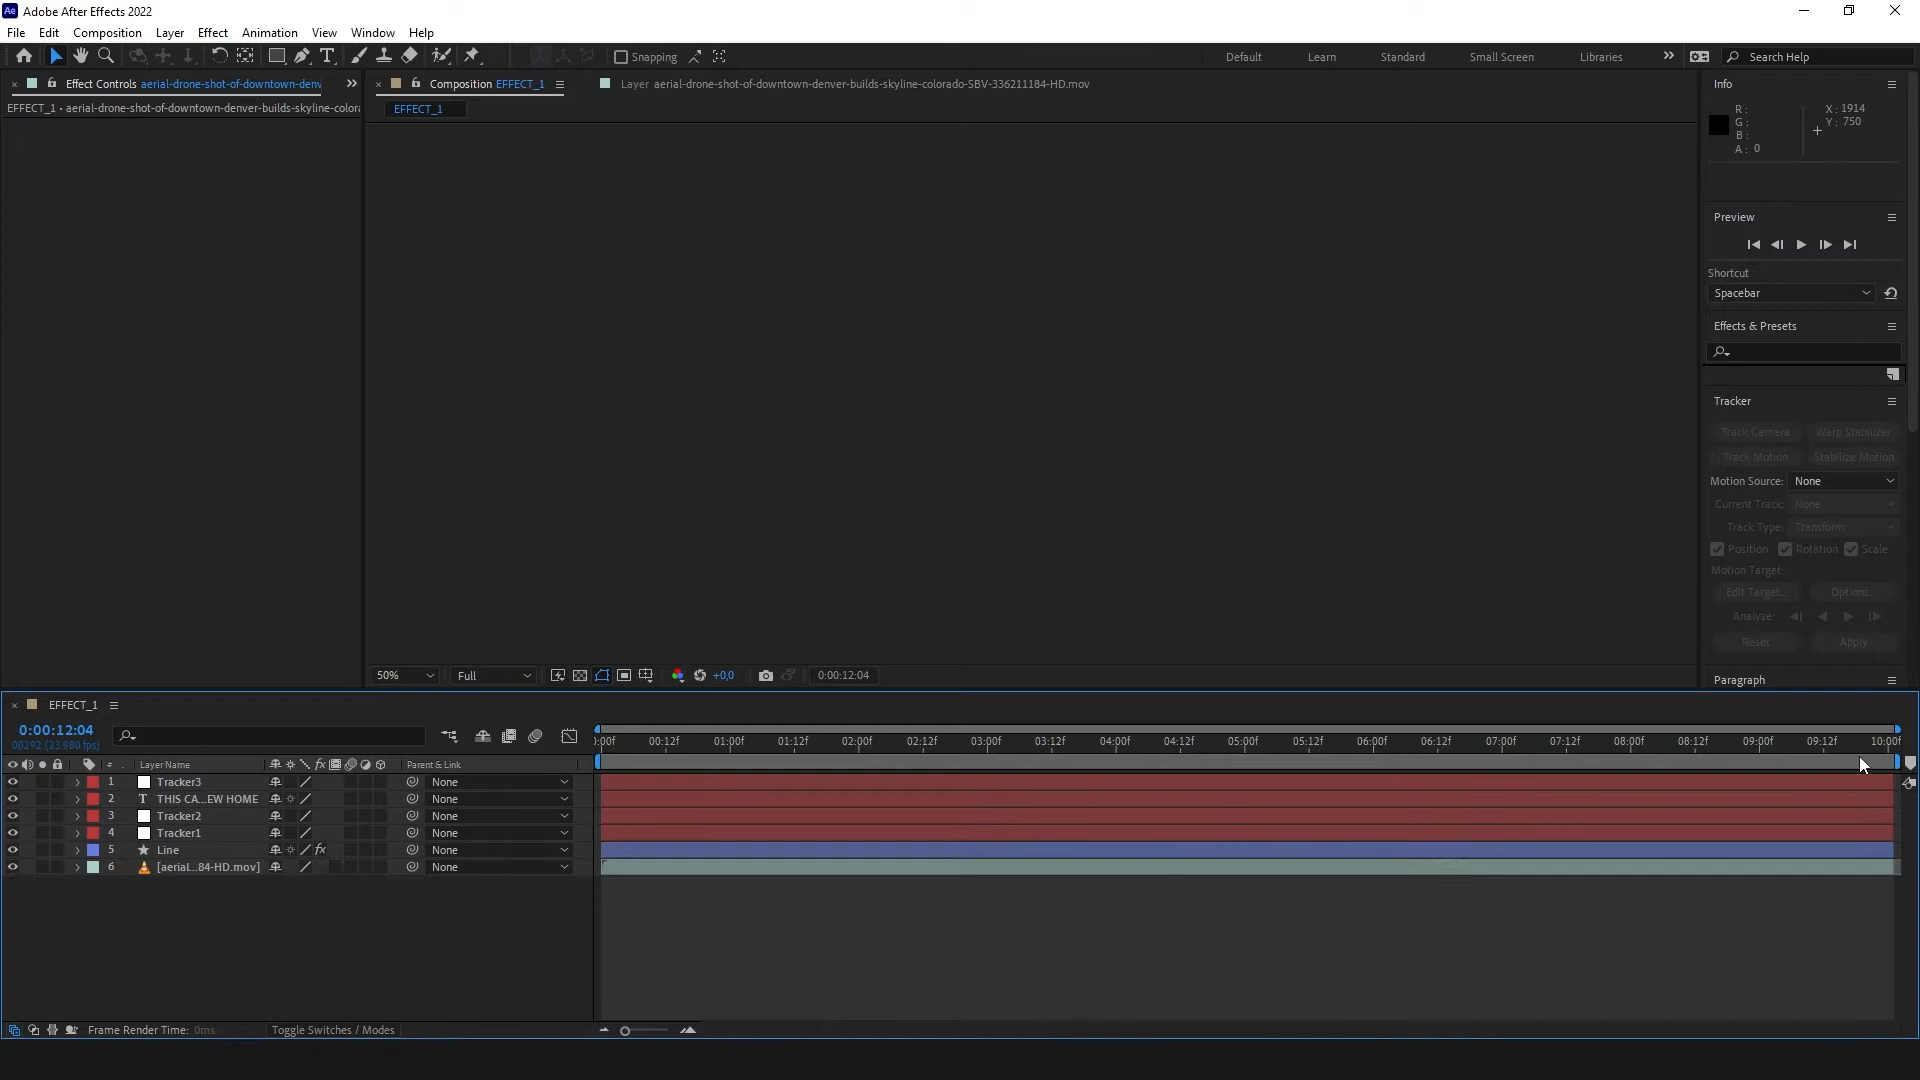 Ae Adobe After Effects 2022
File Edit Composition Layer Effect Animation View Window Help
Snapping Default Learn Standard Small Screen Libraries Search Help
Effect Controls aerial-drone-shot-of-downtown-denv
Composition EFFECT_1
Layer aerial-drone-shot-of-downtown-denver-builds-skyline-colorado-SBV-336211184-HD.mov
EFFECT_1 • aerial-drone-shot-of-downtown-denver-builds-skyline-colora
EFFECT_1
Info
R :
G :
B :
A : 0
X : 1914
Y : 750
Preview
Shortcut
Spacebar
Effects & Presets
Tracker
Track Camera Warp Stabilizer
Track Motion Stabilize Motion
Motion Source: None
Current Track: None
Track Type: Transform
Position Rotation Scale
Motion Target:
Edit Target... Options...
Analyze:
Reset Apply
Paragraph
50% Full +0,0 0:00:12:04
EFFECT_1
0:00:12:04
00292 (23.980 fps)
):00f 00:12f 01:00f 01:12f 02:00f 02:12f 03:00f 03:12f 04:00f 04:12f 05:00f 05:12f 06:00f 06:12f 07:00f 07:12f 08:00f 08:12f 09:00f 09:12f 10:00f
# Layer Name fx Parent & Link
1 Tracker3 None
2 T THIS CA...EW HOME None
3 Tracker2 None
4 Tracker1 None
5 Line fx None
6 [aerial...84-HD.mov] None
Frame Render Time: 0ms Toggle Switches / Modes